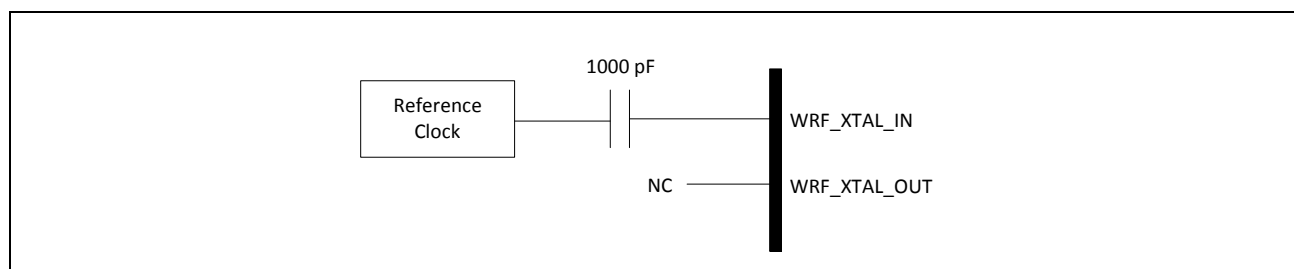 1000 pF
Reference
Clock
WRF_XTAL_IN
NC
WRF_XTAL_OUT